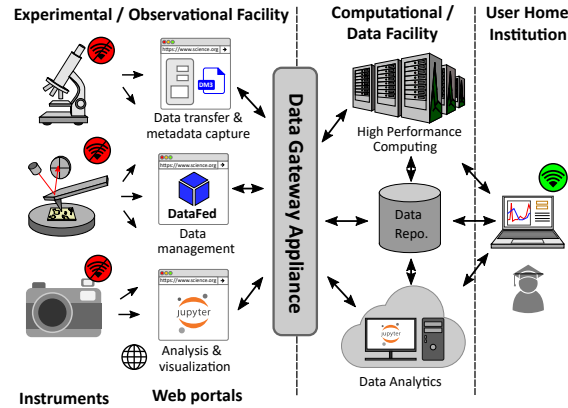 Experimental / Observational Facility
Computational /
Data Facility
User Home
Institution
https://www.science.org
DM3
Data transfer &
metadata capture
https://www.science.org
DataFed
Data
management
https://www.science.org
jupyter
Analysis &
visualization
Data Gateway Appliance
High Performance
Computing
Data
Repo.
jupyter
Data Analytics
Instruments
Web portals